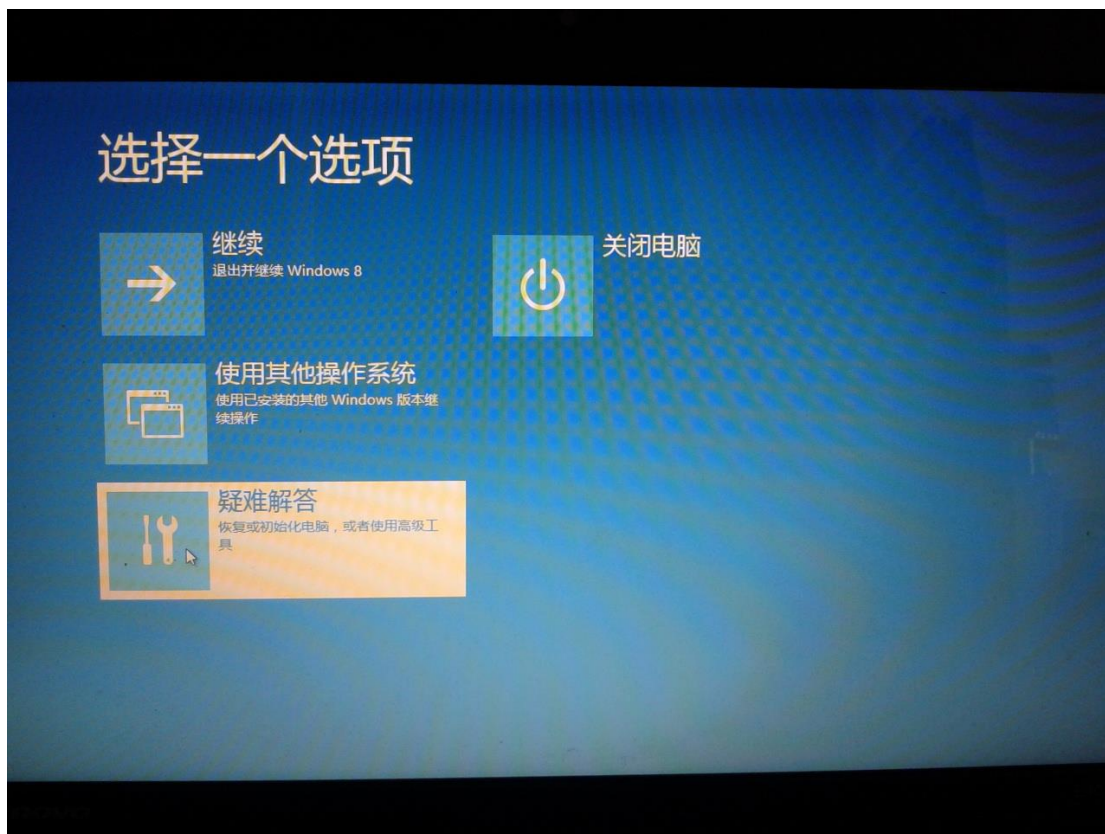 选择一个选项
继续
退出并继续 Windows 8
关闭电脑
使用其他操作系统
使用已安装的其他 Windows 版本继
续操作
疑难解答
恢复或初始化电脑，或者使用高级工
具